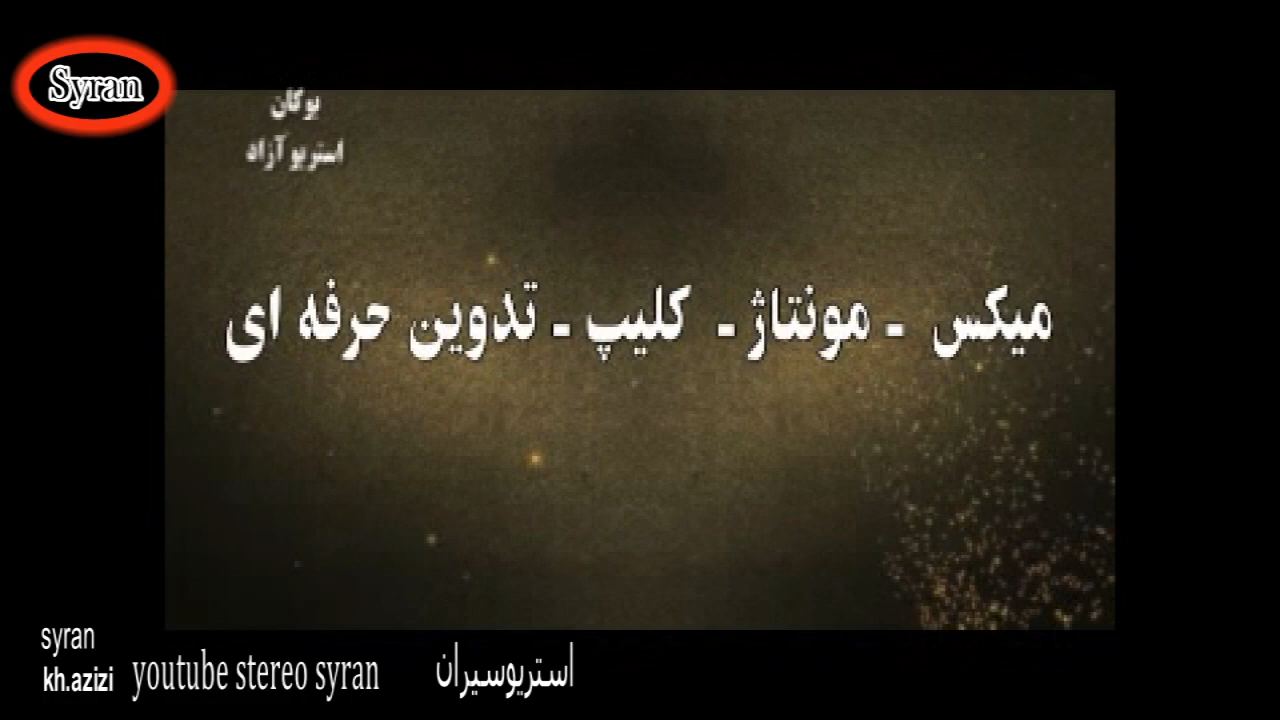 Syran
بوکان
استریو آزاد
میکس - مونتاژ - کلیپ - تدوین حرفه ای
syran
kh.azizi
youtube stereo syran استریوسیران